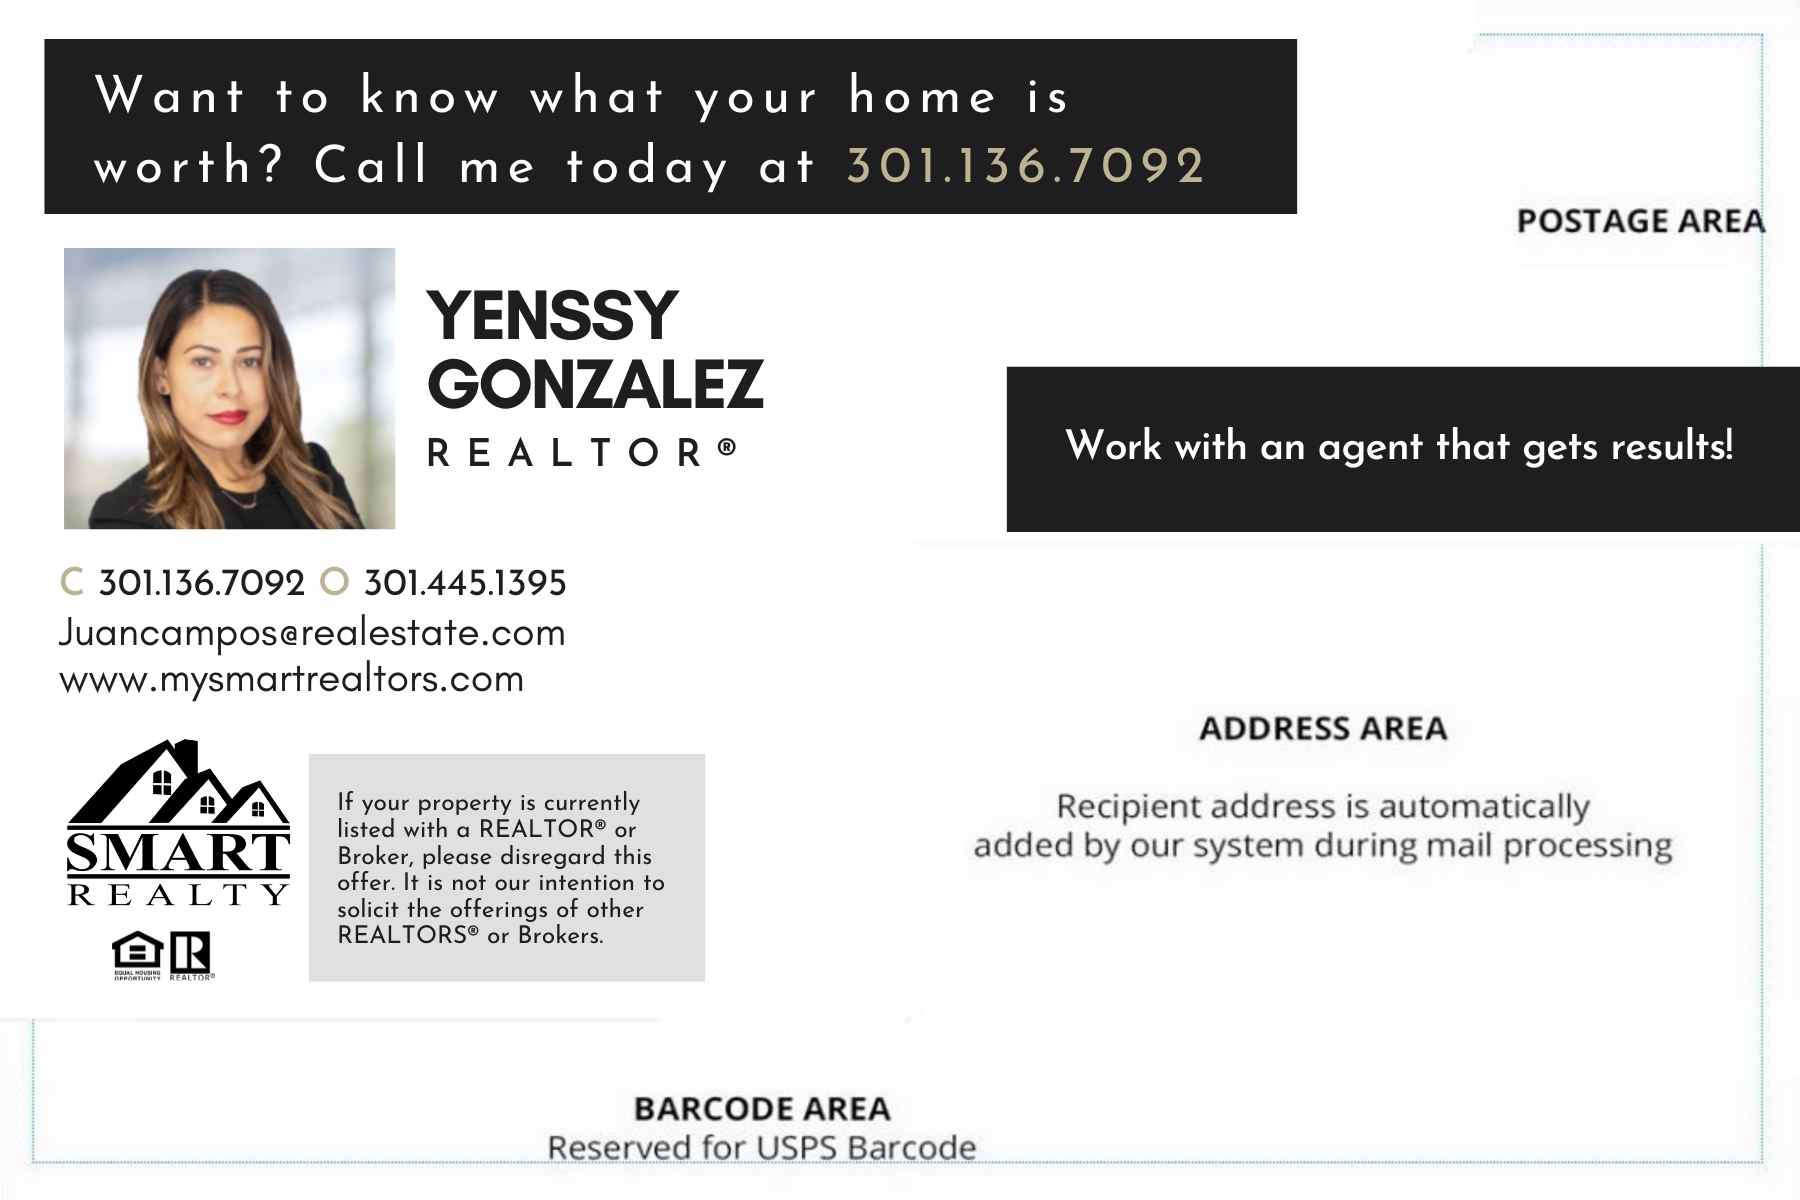 Want to know what your home is
worth? Call me today at 301.136.7092
POSTAGE AREA
YENSSY
GONZALEZ
REALTOR®
Work with an agent that gets results!
C 301.136.7092 O 301.445.1395
Juancampos@realestate.com
www.mysmartrealtors.com
SMART
REALTY
EQUAL HOUSING
OPPORTUNITY
REALTOR®
If your property is currently
listed with a REALTOR® or
Broker, please disregard this
offer. It is not our intention to
solicit the offerings of other
REALTORS® or Brokers.
ADDRESS AREA
Recipient address is automatically
added by our system during mail processing
BARCODE AREA
Reserved for USPS Barcode